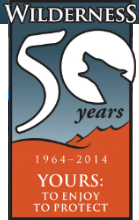 WILDERNESS
50
years
1964–2014
YOURS:
TO ENJOY
TO PROTECT